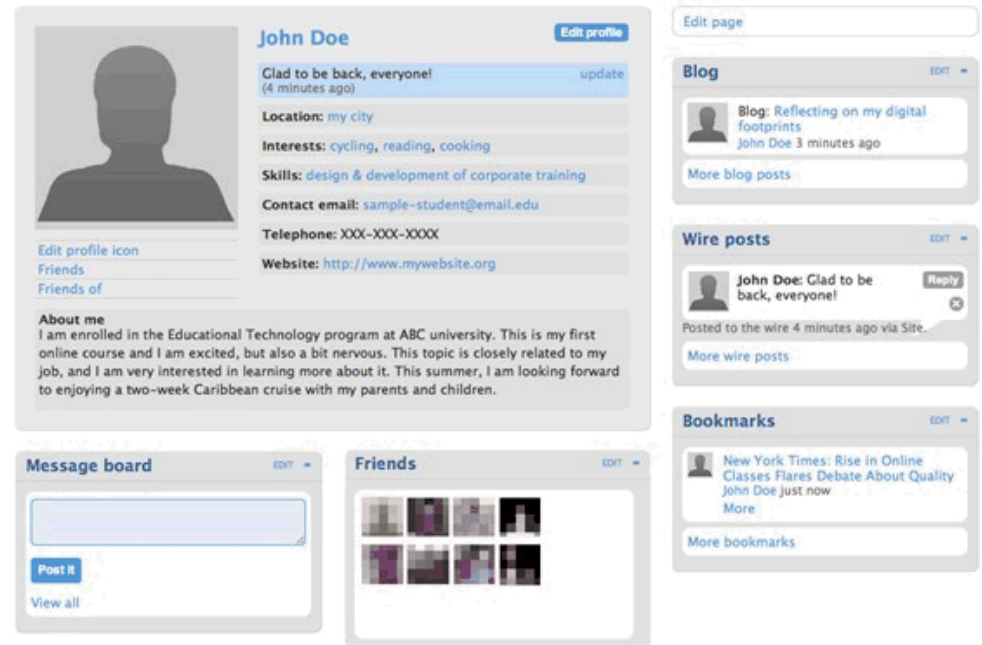 John Doe
Edit profile
Glad to be back, everyone!
update
(4 minutes ago)
Location: my city
Interests: cycling, reading, cooking
Skills: design & development of corporate training
Contact email: sample-student@email.edu
Telephone: XXX-XXX-XXXX
Website: http://www.mywebsite.org
Edit profile icon
Friends
Friends of
About me
I am enrolled in the Educational Technology program at ABC university. This is my first
online course and I am excited, but also a bit nervous. This topic is closely related to my
job, and I am very interested in learning more about it. This summer, I am looking forward
to enjoying a two-week Caribbean cruise with my parents and children.
Message board
EDIT
Post it
View all
Friends
EDIT
Edit page
Blog
EDIT
Blog: Reflecting on my digital
footprints
John Doe 3 minutes ago
More blog posts
Wire posts
EDIT
John Doe: Glad to be
back, everyone!
Reply
Posted to the wire 4 minutes ago via Site.
More wire posts
Bookmarks
EDIT
New York Times: Rise in Online
Classes Flares Debate About Quality
John Doe just now
More
More bookmarks